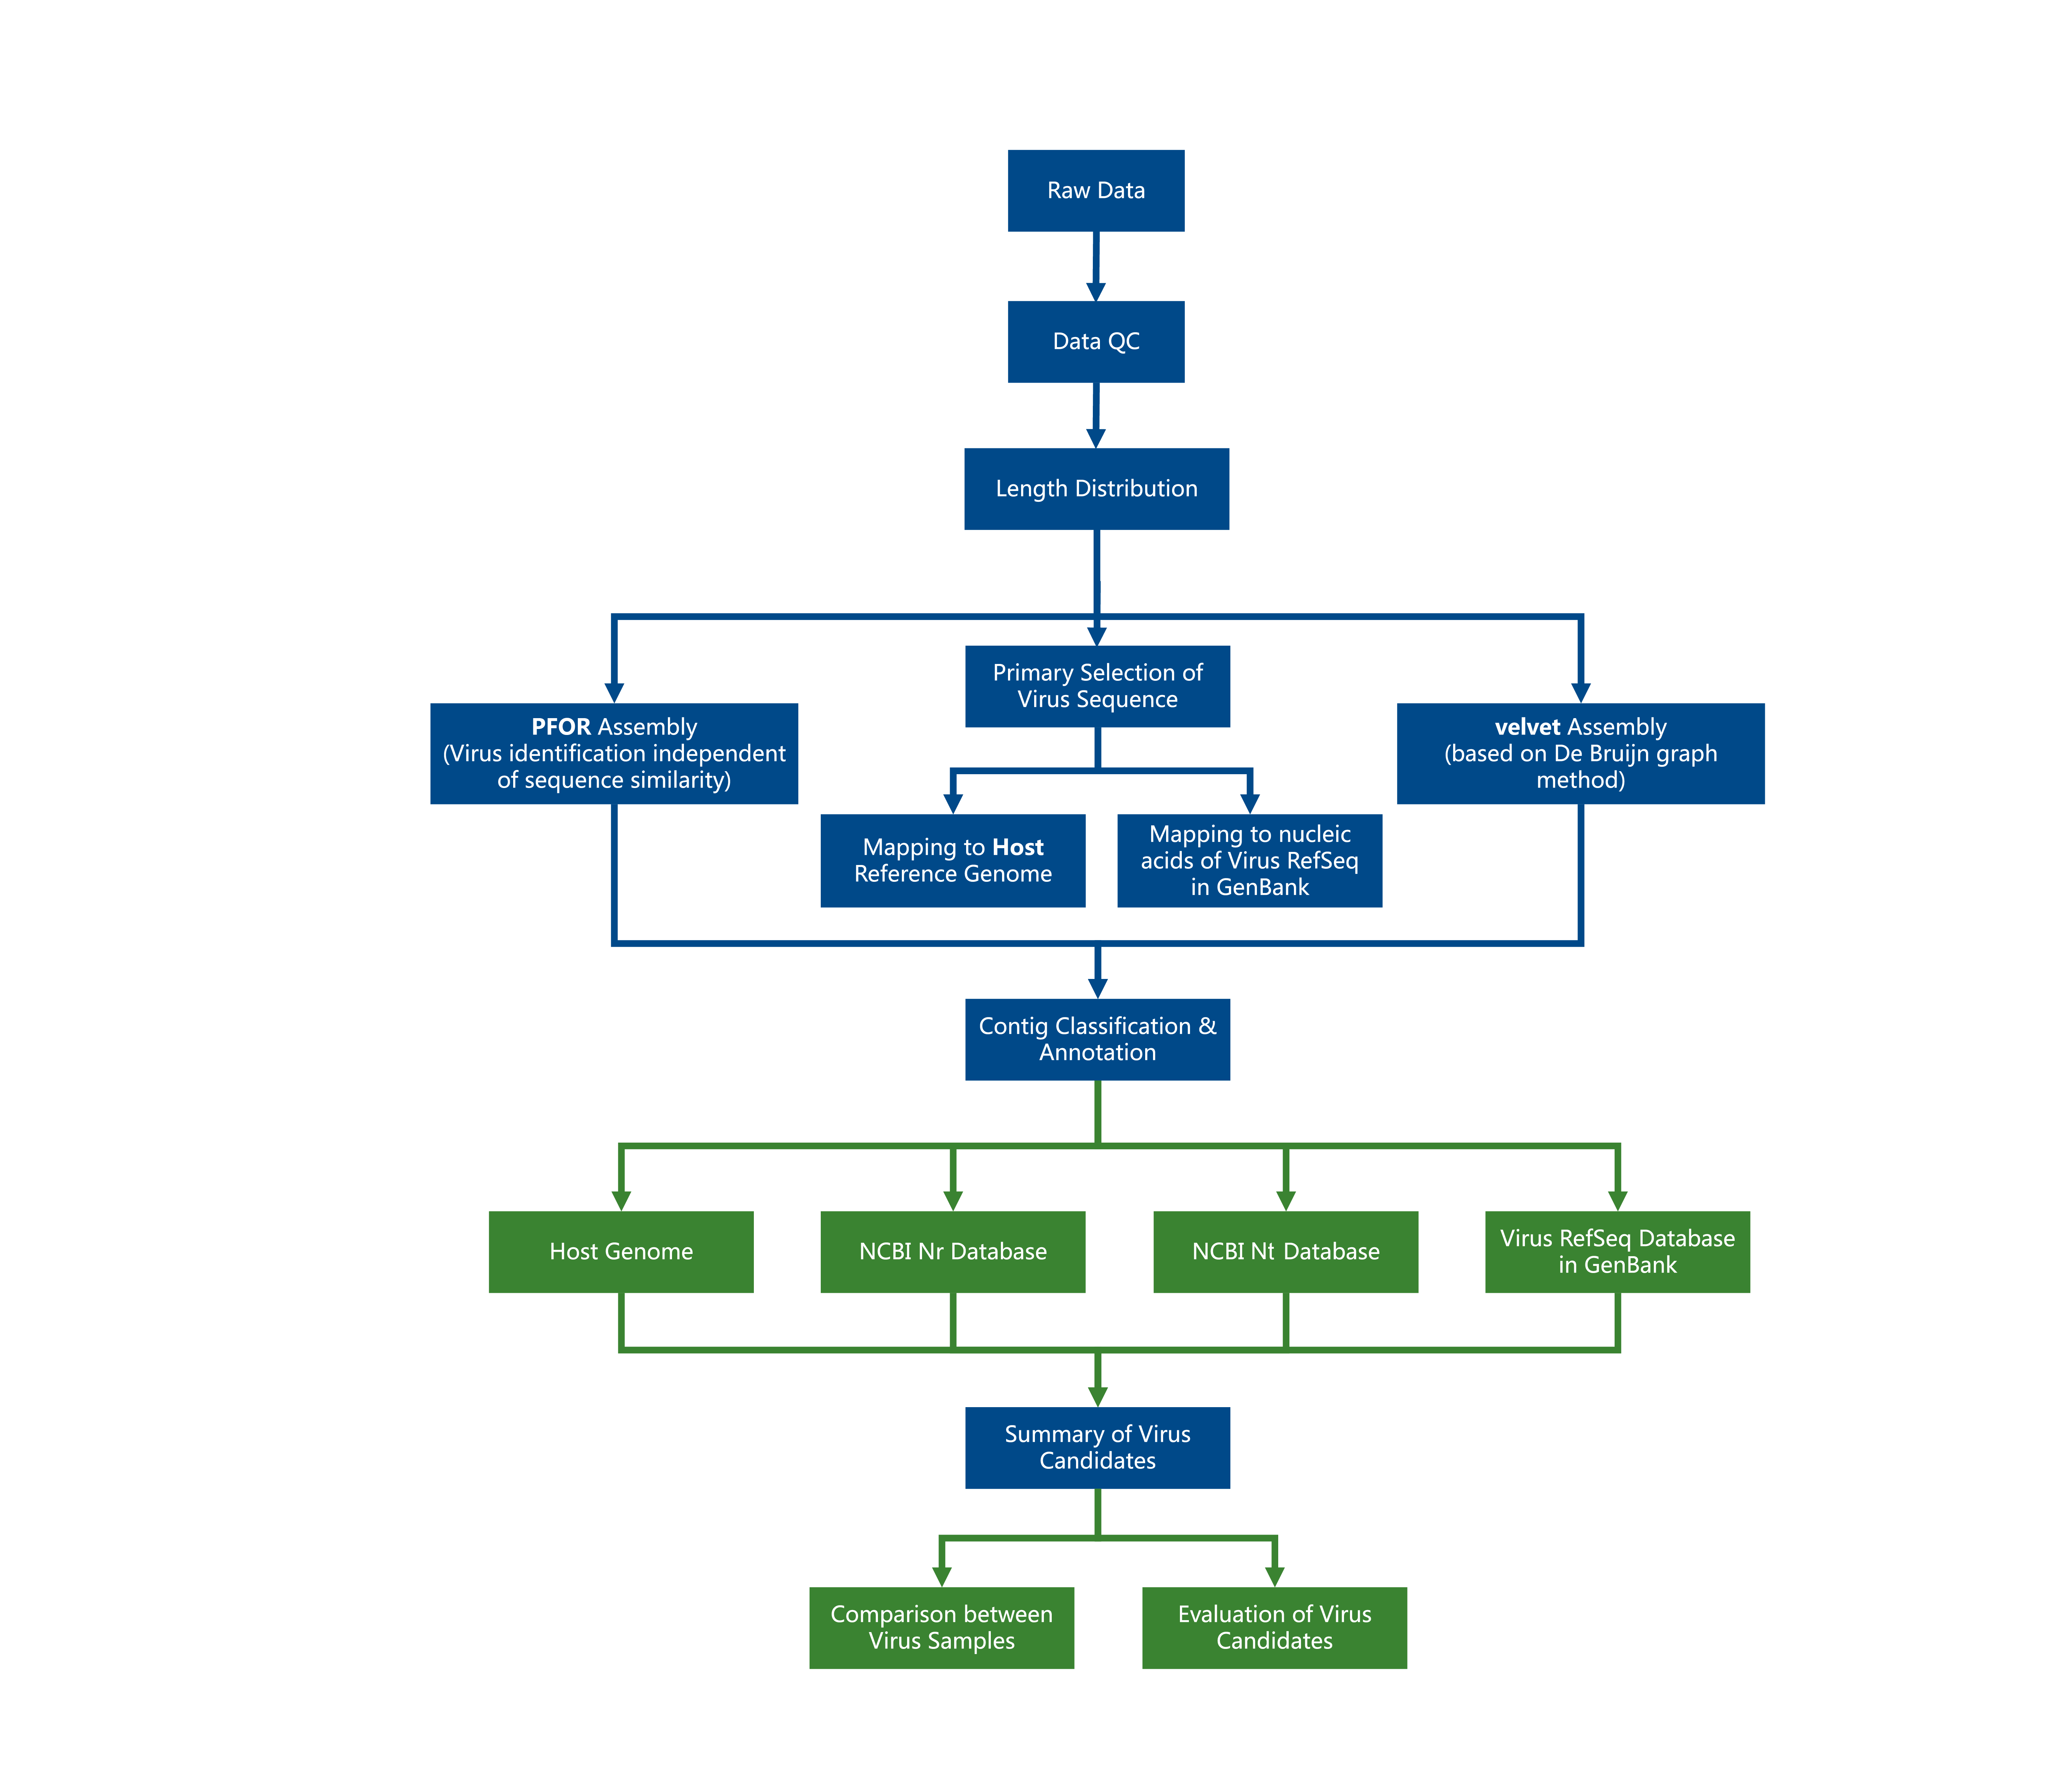 Raw Data
Data QC
Length Distribution
Primary Selection of
Virus Sequence
PFOR Assembly
(Virus identification independent
of sequence similarity)
velvet Assembly
(based on De Bruijn graph
method)
Mapping to Host
Reference Genome
Mapping to nucleic
acids of Virus RefSeq
in GenBank
Contig Classification &
Annotation
Host Genome
NCBI Nr Database
NCBI Nt Database
Virus RefSeq Database
in GenBank
Summary of Virus
Candidates
Comparison between
Virus Samples
Evaluation of Virus
Candidates